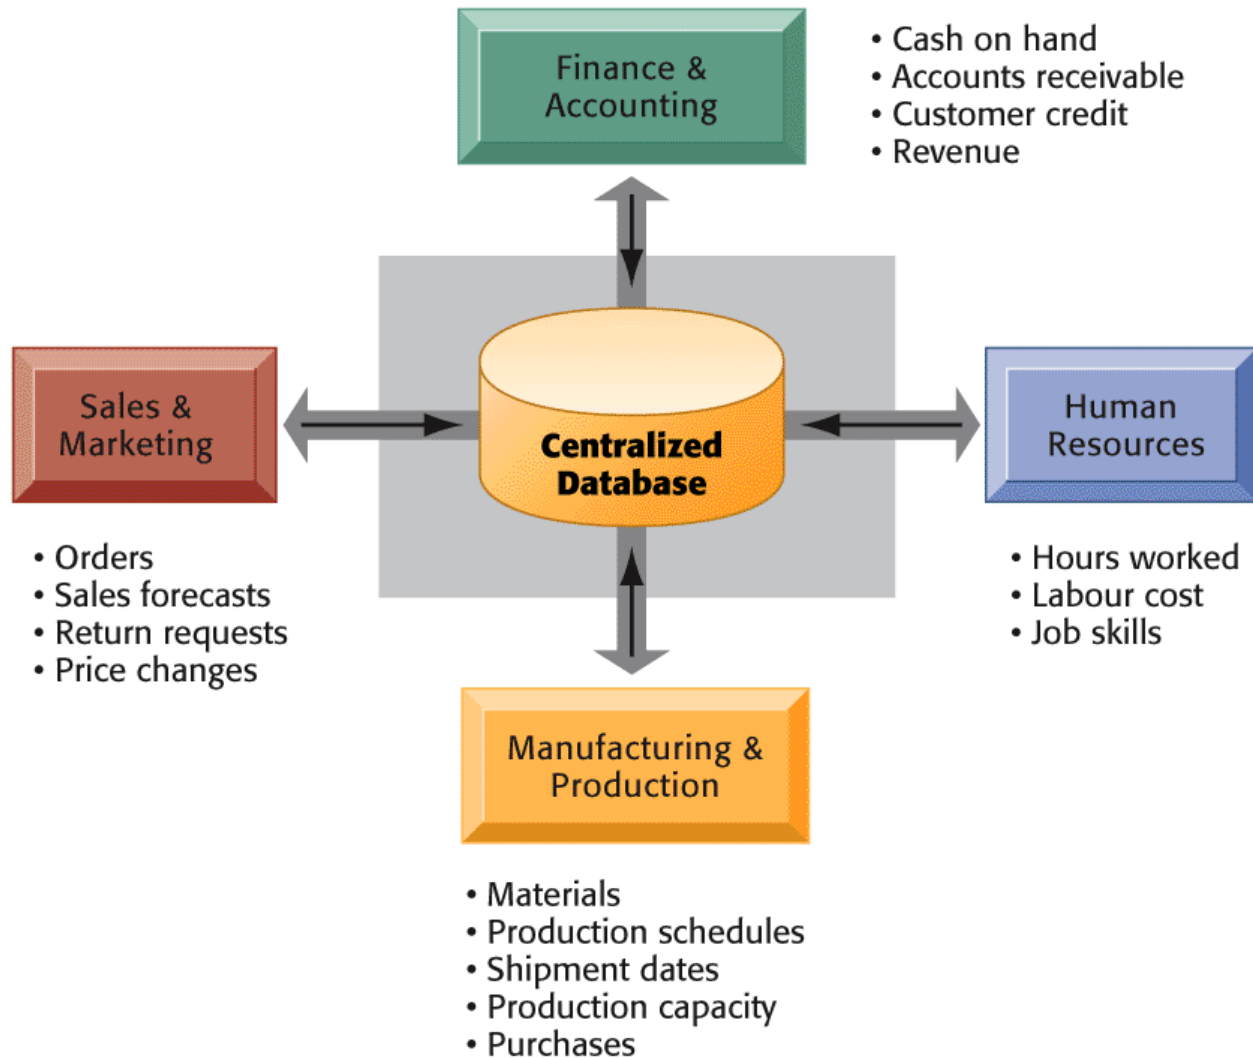 Finance &
Accounting
• Cash on hand
• Accounts receivable
• Customer credit
• Revenue
Sales &
Marketing
• Orders
• Sales forecasts
• Return requests
• Price changes
Centralized
Database
Human
Resources
• Hours worked
• Labour cost
• Job skills
Manufacturing &
Production
• Materials
• Production schedules
• Shipment dates
• Production capacity
• Purchases